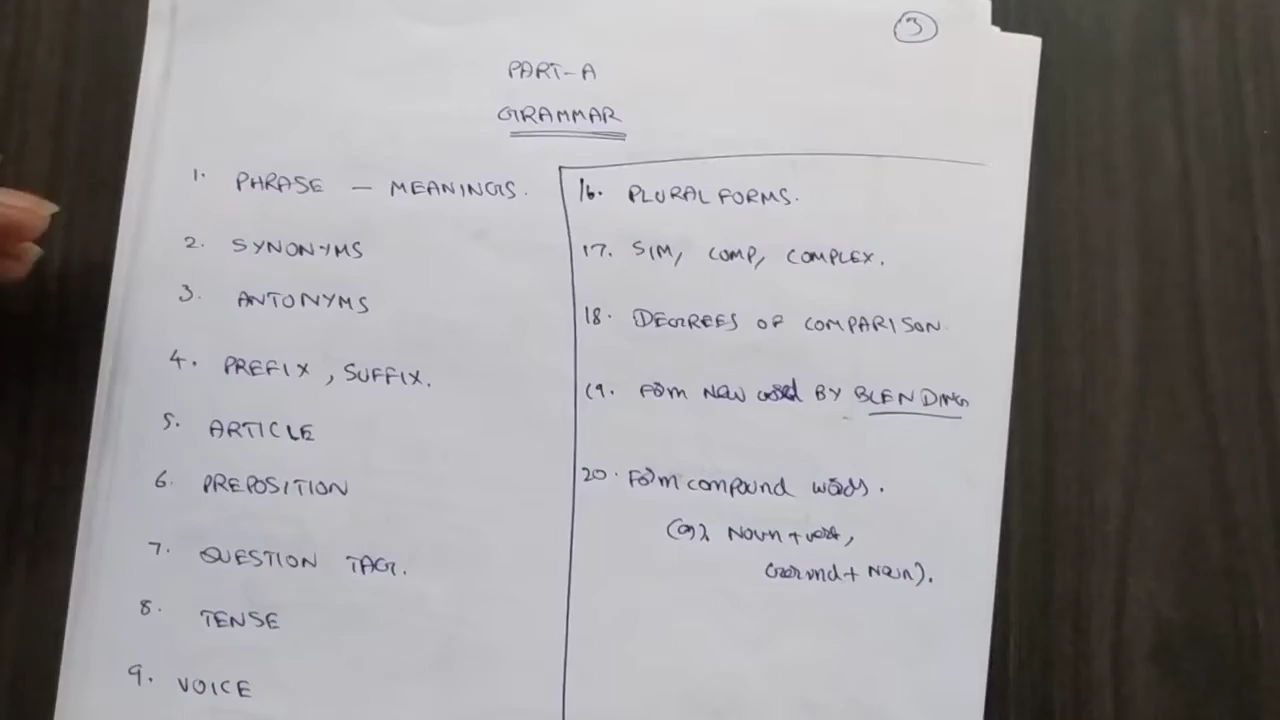 3
PART-A
GRAMMAR
1. PHRASE - MEANINGS.
2. SYNONYMS
3. ANTONYMS
4. PREFIX, SUFFIX.
5. ARTICLE
6. PREPOSITION
7. QUESTION TAG.
8. TENSE
9. VOICE
16. PLURAL FORMS.
17. SIM, COMP, COMPLEX.
18. DEGREES OF COMPARISON.
19. Form New word BY BLENDING
20. Form compound words.
Noun + verb,
Gerund + Noun).